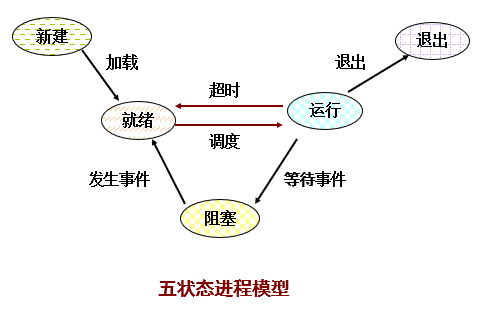 新建
退出
加载
退出
超时
就绪
运行
调度
发生事件
等待事件
阻塞
五状态进程模型